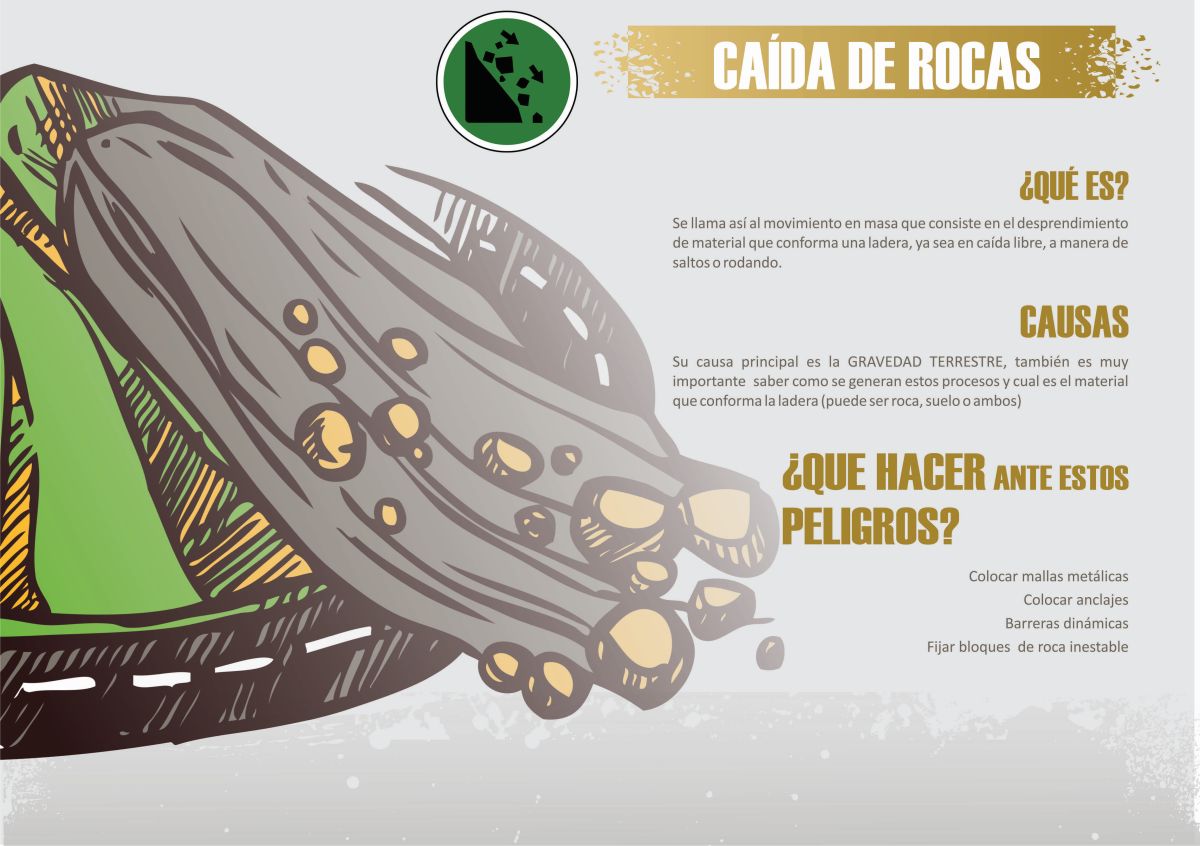 CAÍDA DE ROCAS
¿QUÉ ES?
Se llama así al movimiento en masa que consiste en el desprendimiento
de material que conforma una ladera, ya sea en caída libre, a manera de
saltos o rodando.
CAUSAS
Su causa principal es la GRAVEDAD TERRESTRE, también es muy
importante saber como se generan estos procesos y cual es el material
que conforma la ladera (puede ser roca, suelo o ambos)
¿QUE HACER ANTE ESTOS
PELIGROS?
Colocar mallas metálicas
Colocar anclajes
Barreras dinámicas
Fijar bloques de roca inestable